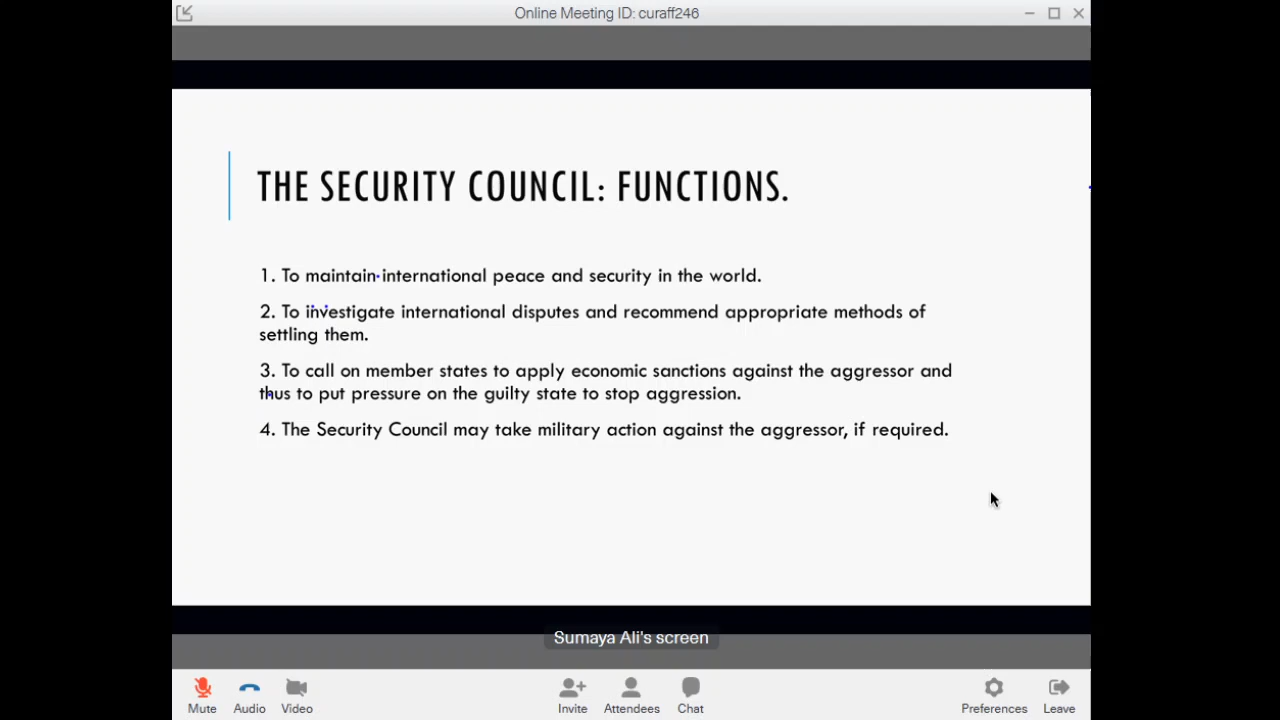 Online Meeting ID: curaff246
THE SECURITY COUNCIL: FUNCTIONS.
1. To maintain international peace and security in the world.
2. To investigate international disputes and recommend appropriate methods of
settling them.
3. To call on member states to apply economic sanctions against the aggressor and
thus to put pressure on the guilty state to stop aggression.
4. The Security Council may take military action against the aggressor, if required.
Sumaya Ali's screen
Mute Audio Video Invite Attendees Chat Preferences Leave